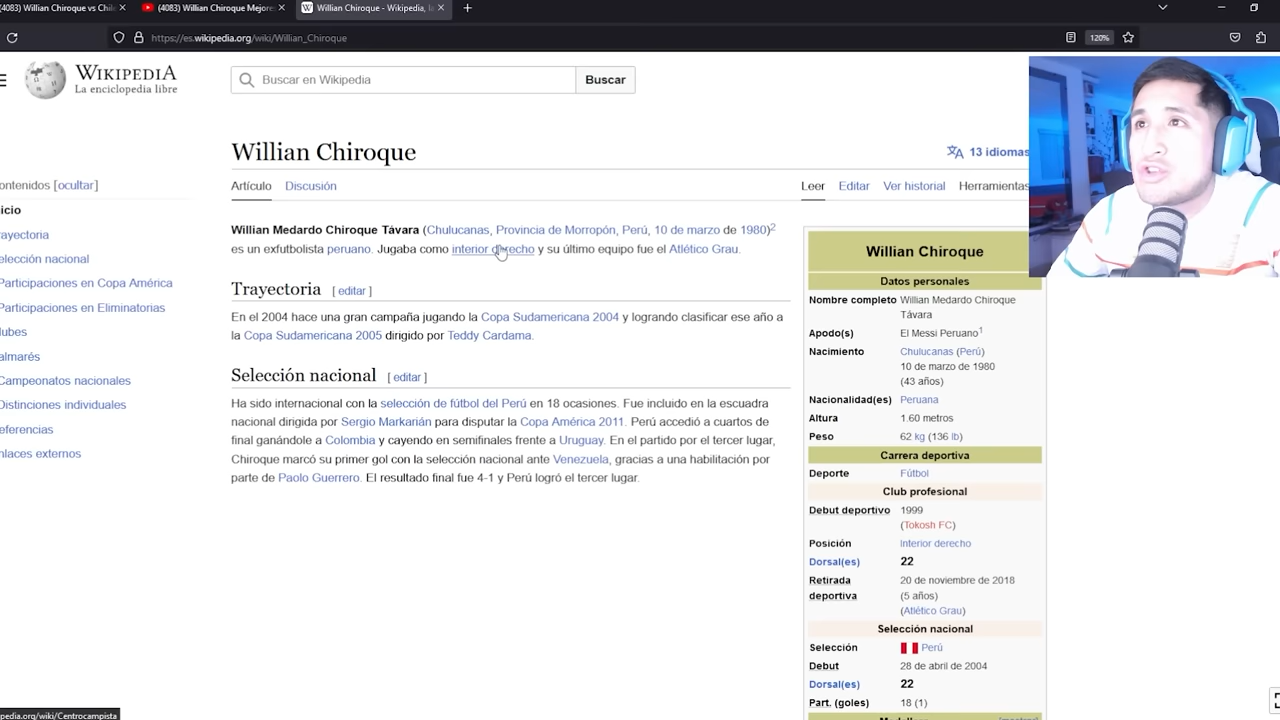 (4083) Willian Chiroque vs Chil
(4083) Willian Chiroque Mejore
Willian Chiroque - Wikipedia, la
https://es.wikipedia.org/wiki/Willian_Chiroque
120%
WIKIPEDIA
La enciclopedia libre
Buscar en Wikipedia
Buscar
Willian Chiroque
13 idiomas
Artículo
Discusión
Leer
Editar
Ver historial
Herramientas
ontenidos [ocultar]
icio
rayectoria
elección nacional
Participaciones en Copa América
Participaciones en Eliminatorias
lubes
almarés
Campeonatos nacionales
Distinciones individuales
eferencias
nlaces externos
Willian Medardo Chiroque Távara (Chulucanas, Provincia de Morropón, Perú, 10 de marzo de 1980)2
es un exfutbolista peruano. Jugaba como interior derecho y su último equipo fue el Atlético Grau.
Trayectoria [ editar ]
En el 2004 hace una gran campaña jugando la Copa Sudamericana 2004 y logrando clasificar ese año a
la Copa Sudamericana 2005 dirigido por Teddy Cardama.
Selección nacional [ editar ]
Ha sido internacional con la selección de fútbol del Perú en 18 ocasiones. Fue incluido en la escuadra
nacional dirigida por Sergio Markarián para disputar la Copa América 2011. Perú accedió a cuartos de
final ganándole a Colombia y cayendo en semifinales frente a Uruguay. En el partido por el tercer lugar,
Chiroque marcó su primer gol con la selección nacional ante Venezuela, gracias a una habilitación por
parte de Paolo Guerrero. El resultado final fue 4-1 y Perú logró el tercer lugar.
Willian Chiroque
Datos personales
Nombre completo Willian Medardo Chiroque
Távara
Apodo(s) El Messi Peruano1
Nacimiento Chulucanas (Perú)
10 de marzo de 1980
(43 años)
Nacionalidad(es) Peruana
Altura 1.60 metros
Peso 62 kg (136 lb)
Carrera deportiva
Deporte Fútbol
Club profesional
Debut deportivo 1999
(Tokosh FC)
Posición Interior derecho
Dorsal(es) 22
Retirada 20 de noviembre de 2018
deportiva (5 años)
(Atlético Grau)
Selección nacional
Selección Perú
Debut 28 de abril de 2004
Dorsal(es) 22
Part. (goles) 18 (1)
pedia.org/wiki/Centrocampista